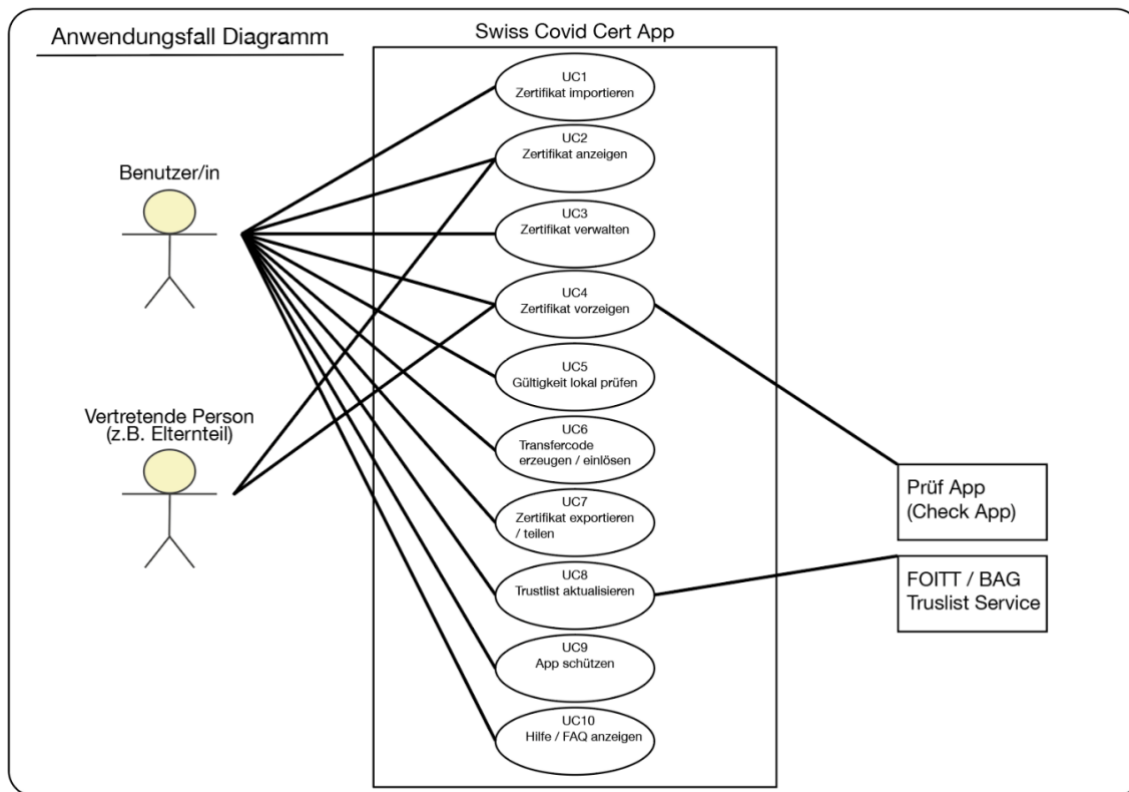 Anwendungsfall Diagramm
Swiss Covid Cert App
UC1
Zertifikat importieren
UC2
Zertifikat anzeigen
Benutzer/in
UC3
Zertifikat verwalten
UC4
Zertifikat vorzeigen
UC5
Gültigkeit lokal prüfen
Vertretende Person
(z.B. Elternteil)
UC6
Transfercode
erzeugen / einlösen
UC7
Zertifikat exportieren
/ teilen
Prüf App
(Check App)
UC8
Trustlist aktualisieren
FOITT / BAG
Truslist Service
UC9
App schützen
UC10
Hilfe / FAQ anzeigen